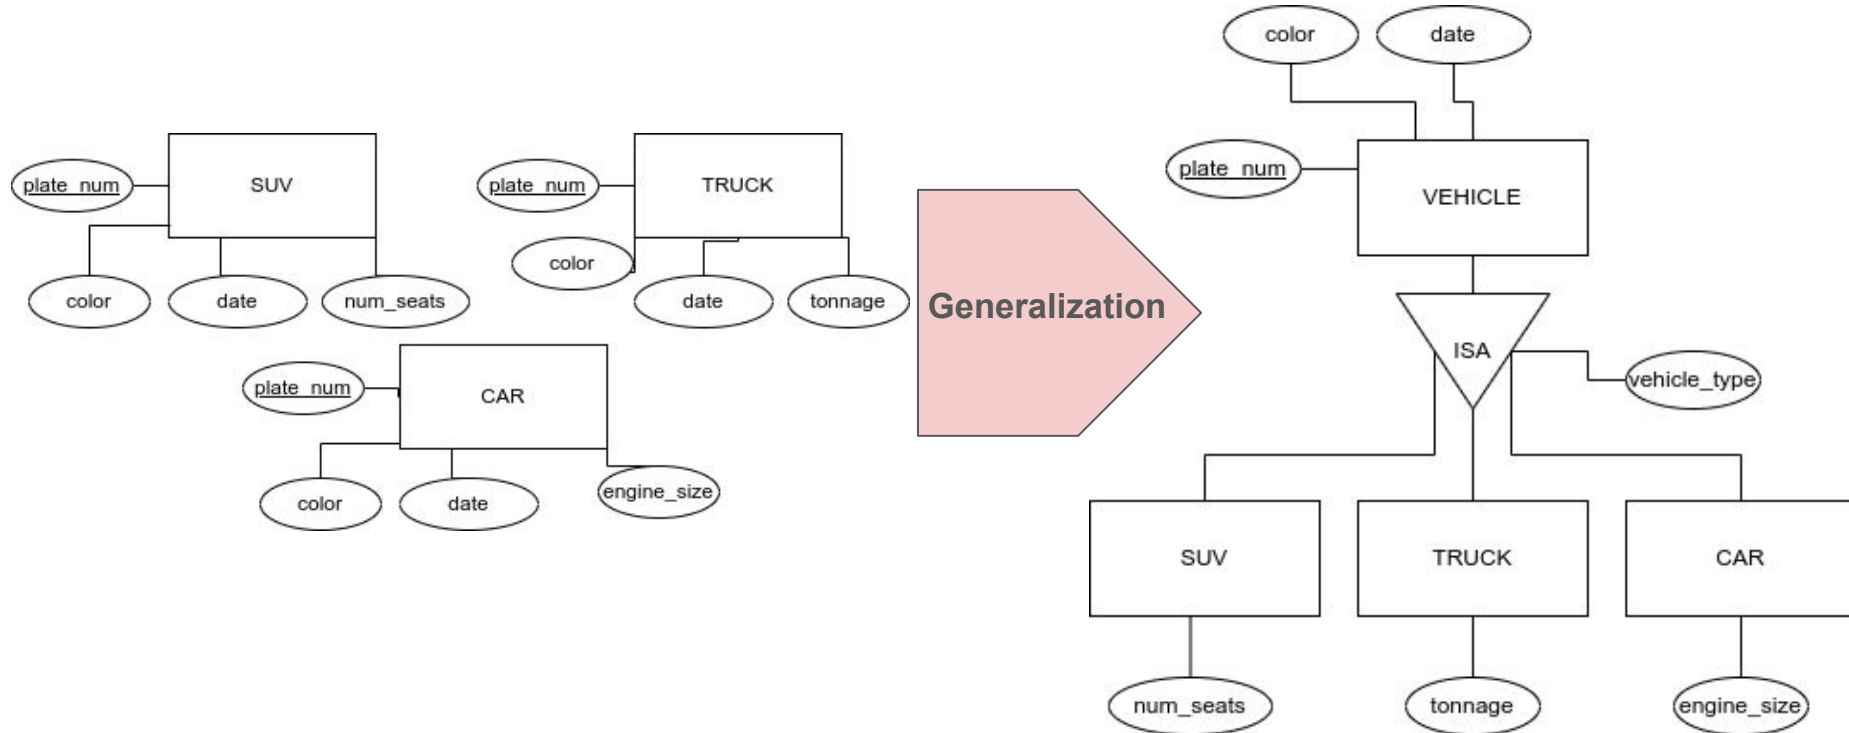 plate_num
SUV
color
date
num_seats
plate_num
TRUCK
color
date
tonnage
plate_num
CAR
color
date
engine_size
Generalization
color
date
plate_num
VEHICLE
ISA
vehicle_type
SUV
TRUCK
CAR
num_seats
tonnage
engine_size